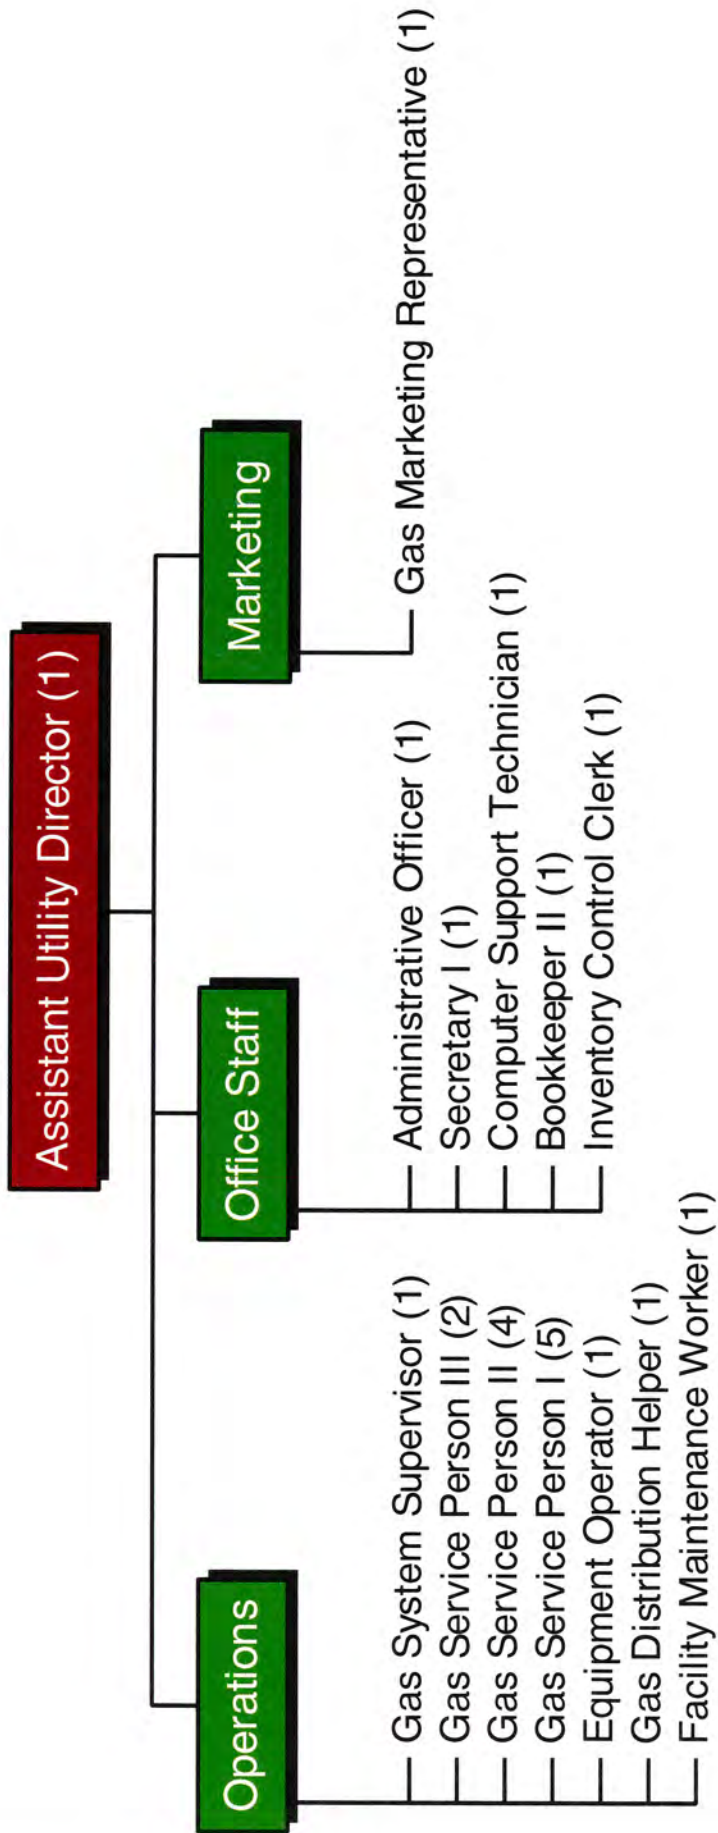 Assistant Utility Director (1)
Operations
Gas System Supervisor (1)
Gas Service Person III (2)
Gas Service Person II (4)
Gas Service Person I (5)
Equipment Operator (1)
Gas Distribution Helper (1)
Facility Maintenance Worker (1)
Office Staff
Administrative Officer (1)
Secretary I (1)
Computer Support Technician (1)
Bookkeeper II (1)
Inventory Control Clerk (1)
Marketing
Gas Marketing Representative (1)